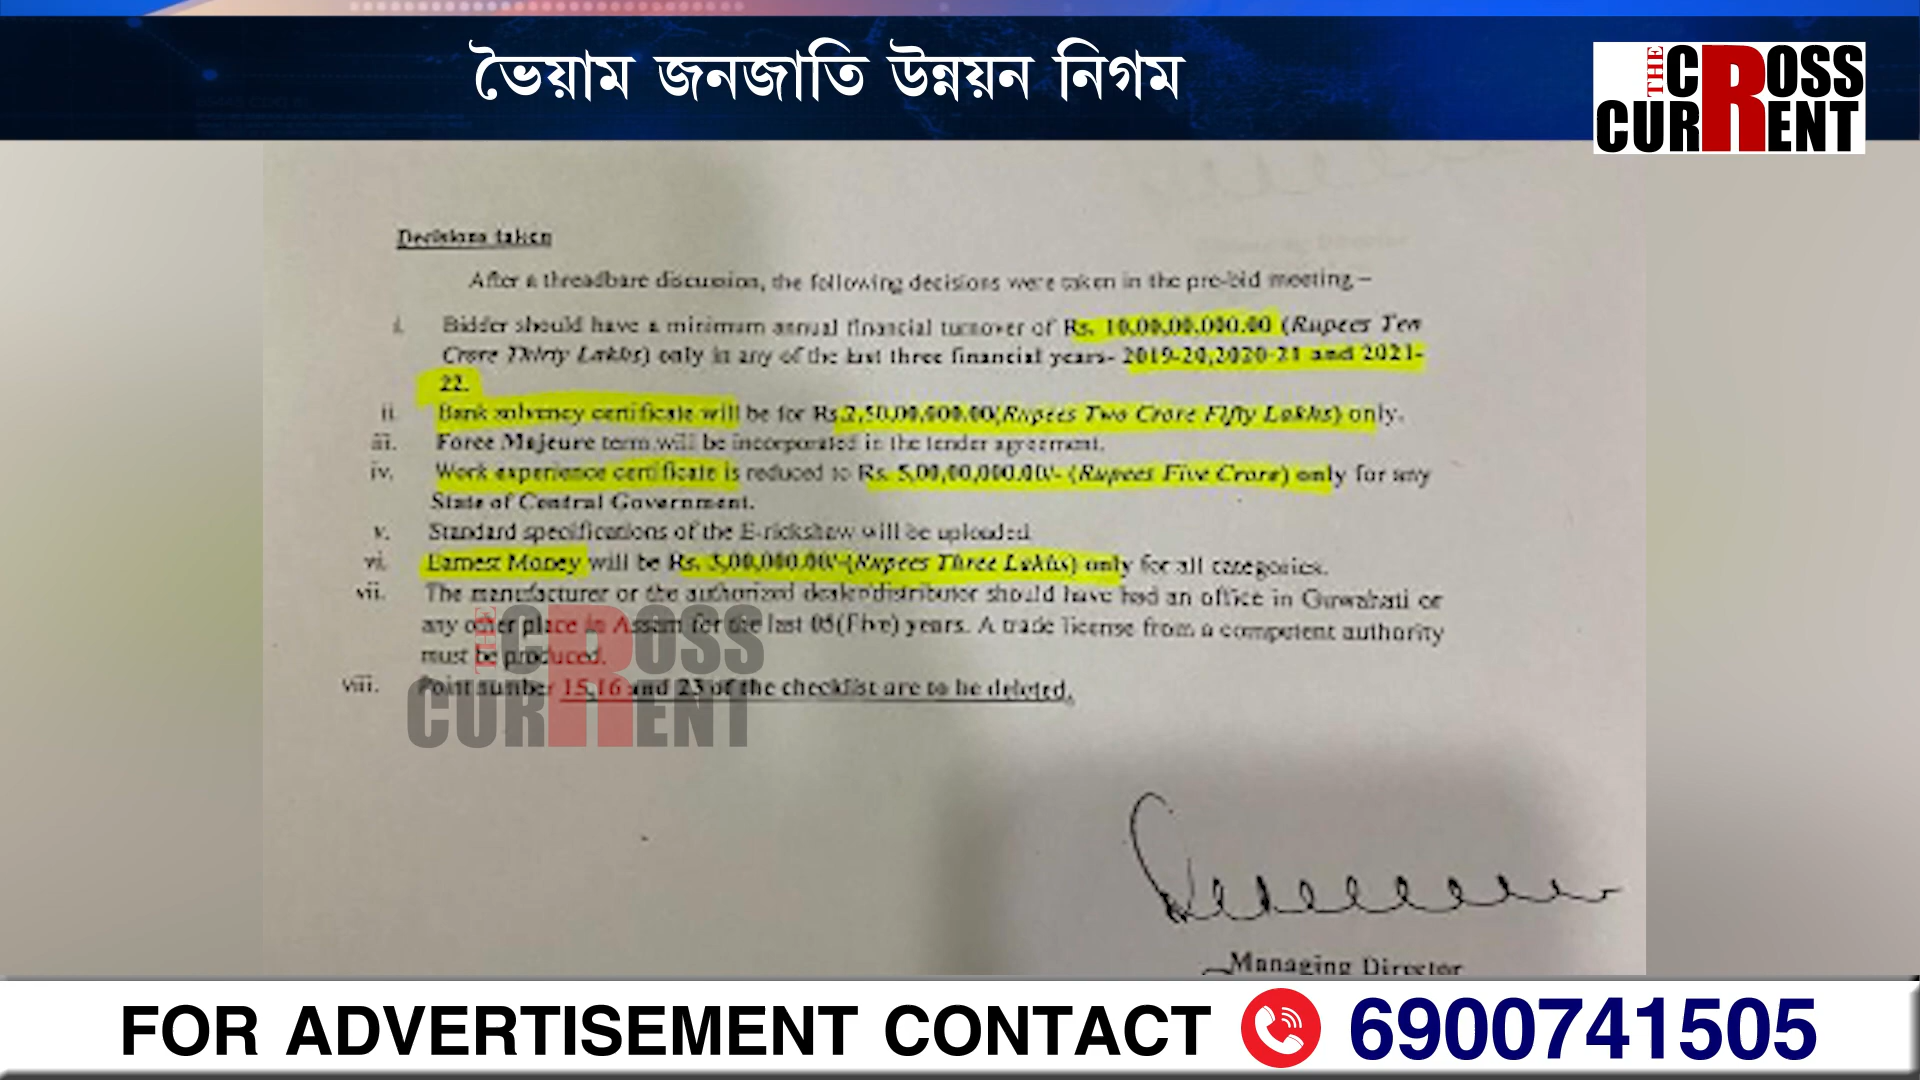 ভৈয়াম জনজাতি উন্নয়ন নিগম
THE CROSS
CURRENT
Decisions taken
After a threadbare discussion, the following decisions were taken in the pre-bid meeting –
i. Bidder should have a minimum annual financial turnover of Rs. 10,00,00,000.00 (Rupees Ten
Crore Thirty Lakhs) only in any of the last three financial years- 2019-20,2020-21 and 2021-
22.
ii. Bank solvency certificate will be for Rs.2,50,00,000.00(Rupees Two Crore Fifty Lakhs) only.
iii. Force Majeure term will be incorporated in the tender agreement.
iv. Work experience certificate is reduced to Rs. 5,00,00,000.00/- (Rupees Five Crore) only for any
State of Central Government.
v. Standard specifications of the E-rickshaw will be uploaded
vi. Earnest Money will be Rs. 3,00,000.00/-(Rupees Three Lakhs) only for all categories.
vii. The manufacturer or the authorized dealer/distributor should have had an office in Guwahati or
any other place in Assam for the last 05(Five) years. A trade license from a competent authority
must be produced.
viii. Point number 15,16 and 23 of the checklist are to be deleted.
THE CROSS
CURRENT
Managing Director
FOR ADVERTISEMENT CONTACT 6900741505